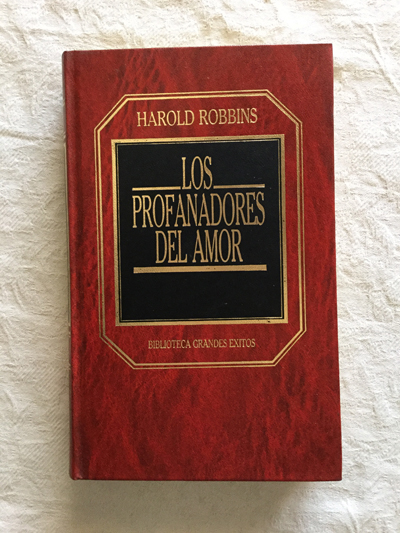 HAROLD ROBBINS
LOS
PROFANADORES
DEL AMOR
BIBLIOTECA GRANDES EXITOS